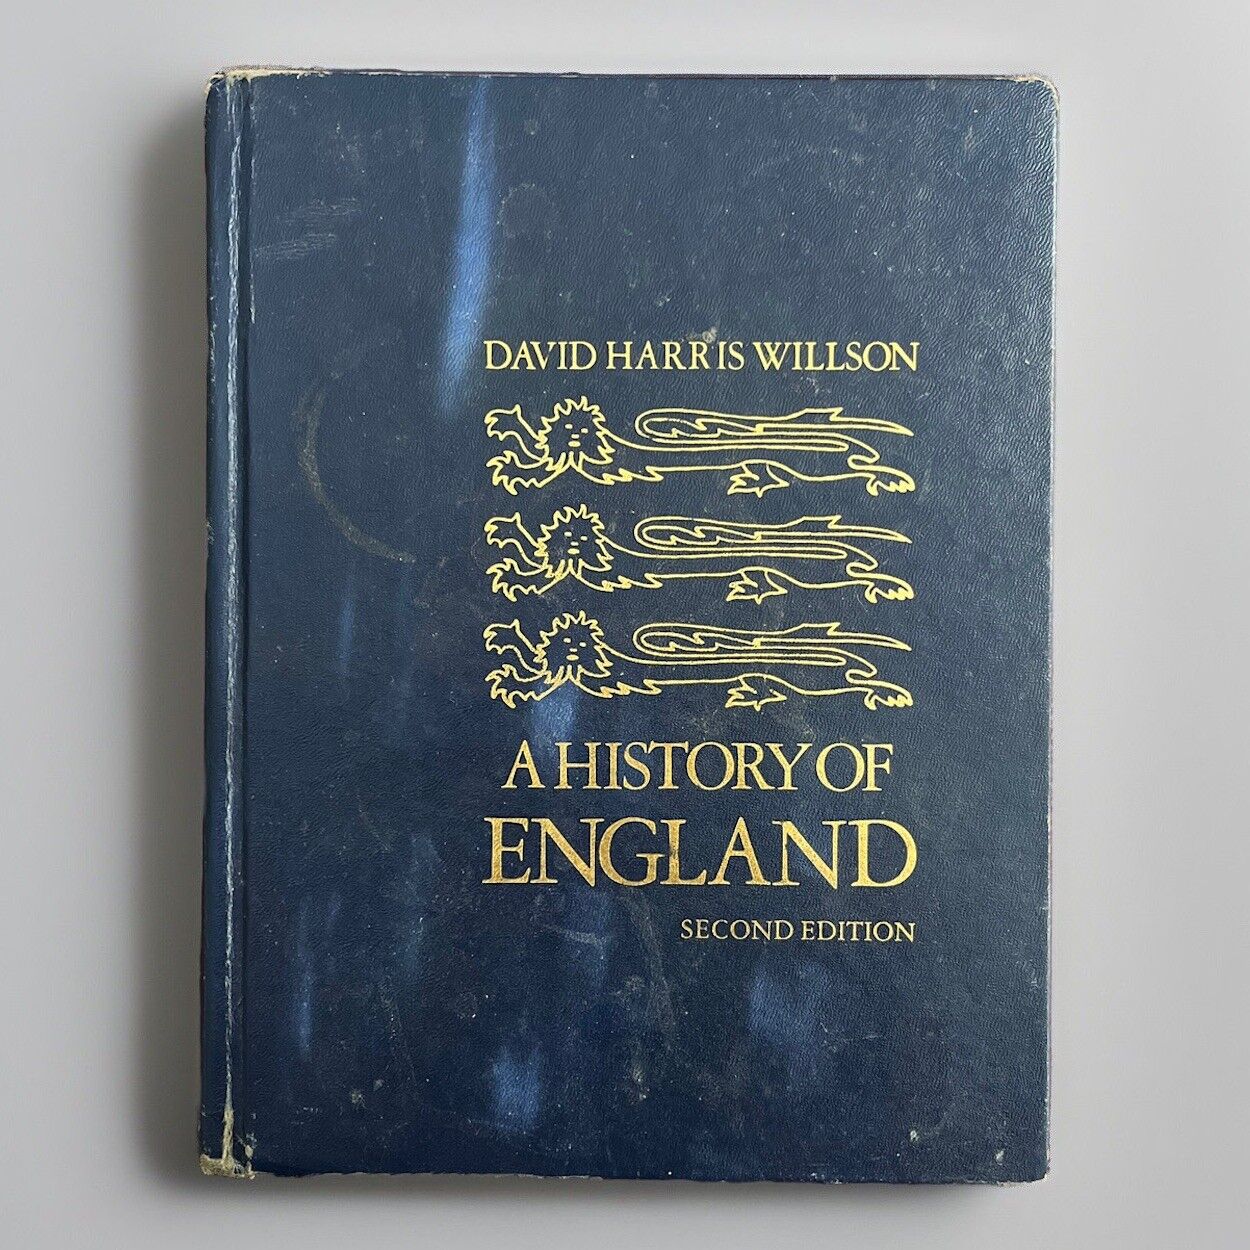 DAVID HARRIS WILLSON
A HISTORY OF
ENGLAND
SECOND EDITION